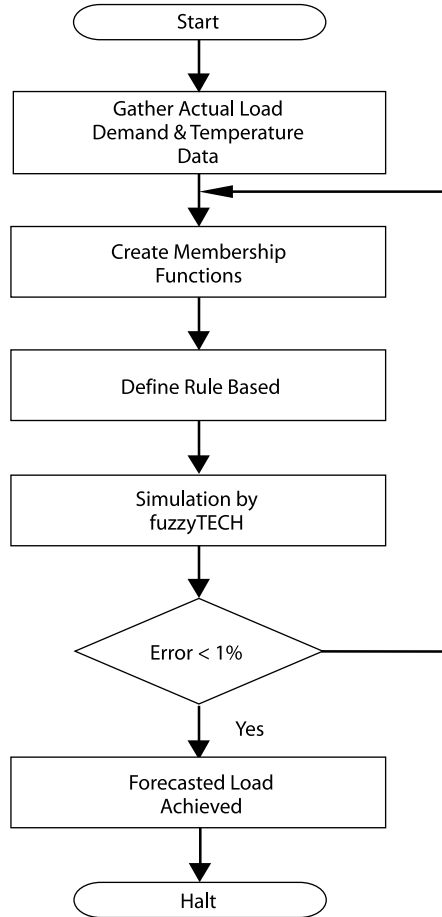 Start
Gather Actual Load
Demand & Temperature
Data
Create Membership
Functions
Define Rule Based
Simulation by
fuzzyTECH
Error < 1%
Yes
Forecasted Load
Achieved
Halt